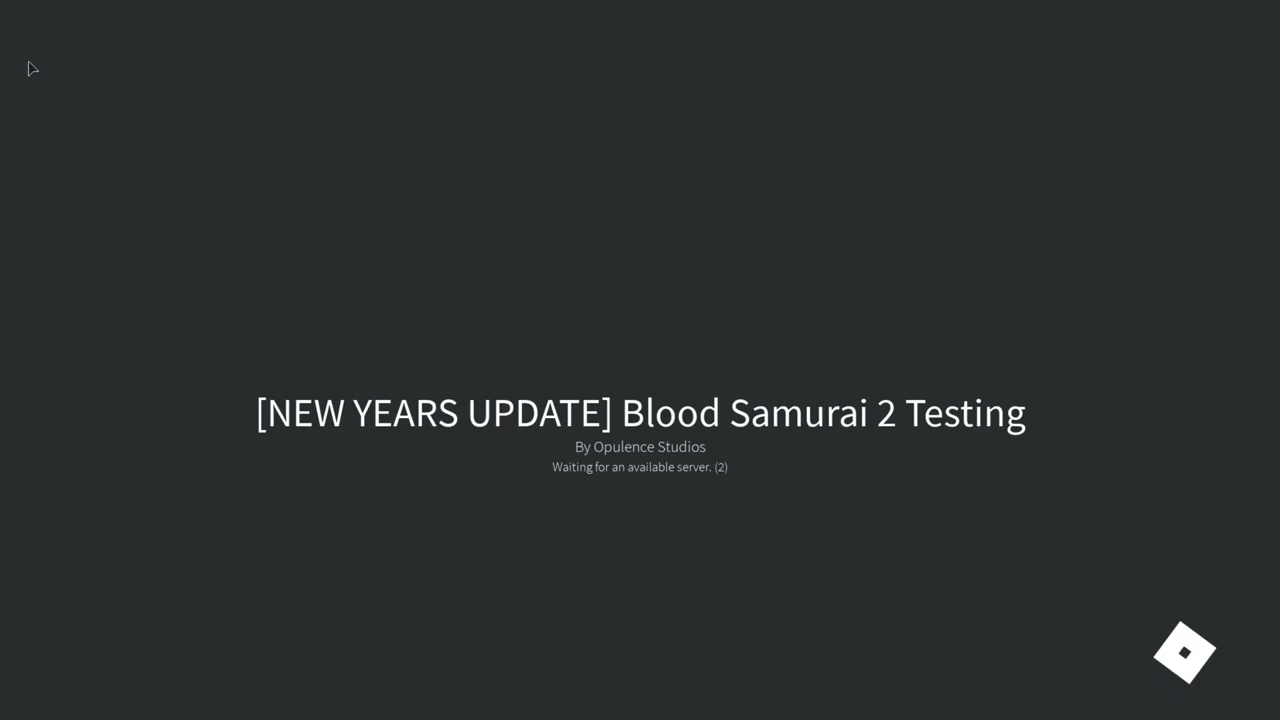 [NEW YEARS UPDATE] Blood Samurai 2 Testing
By Opulence Studios
Waiting for an available server. (2)